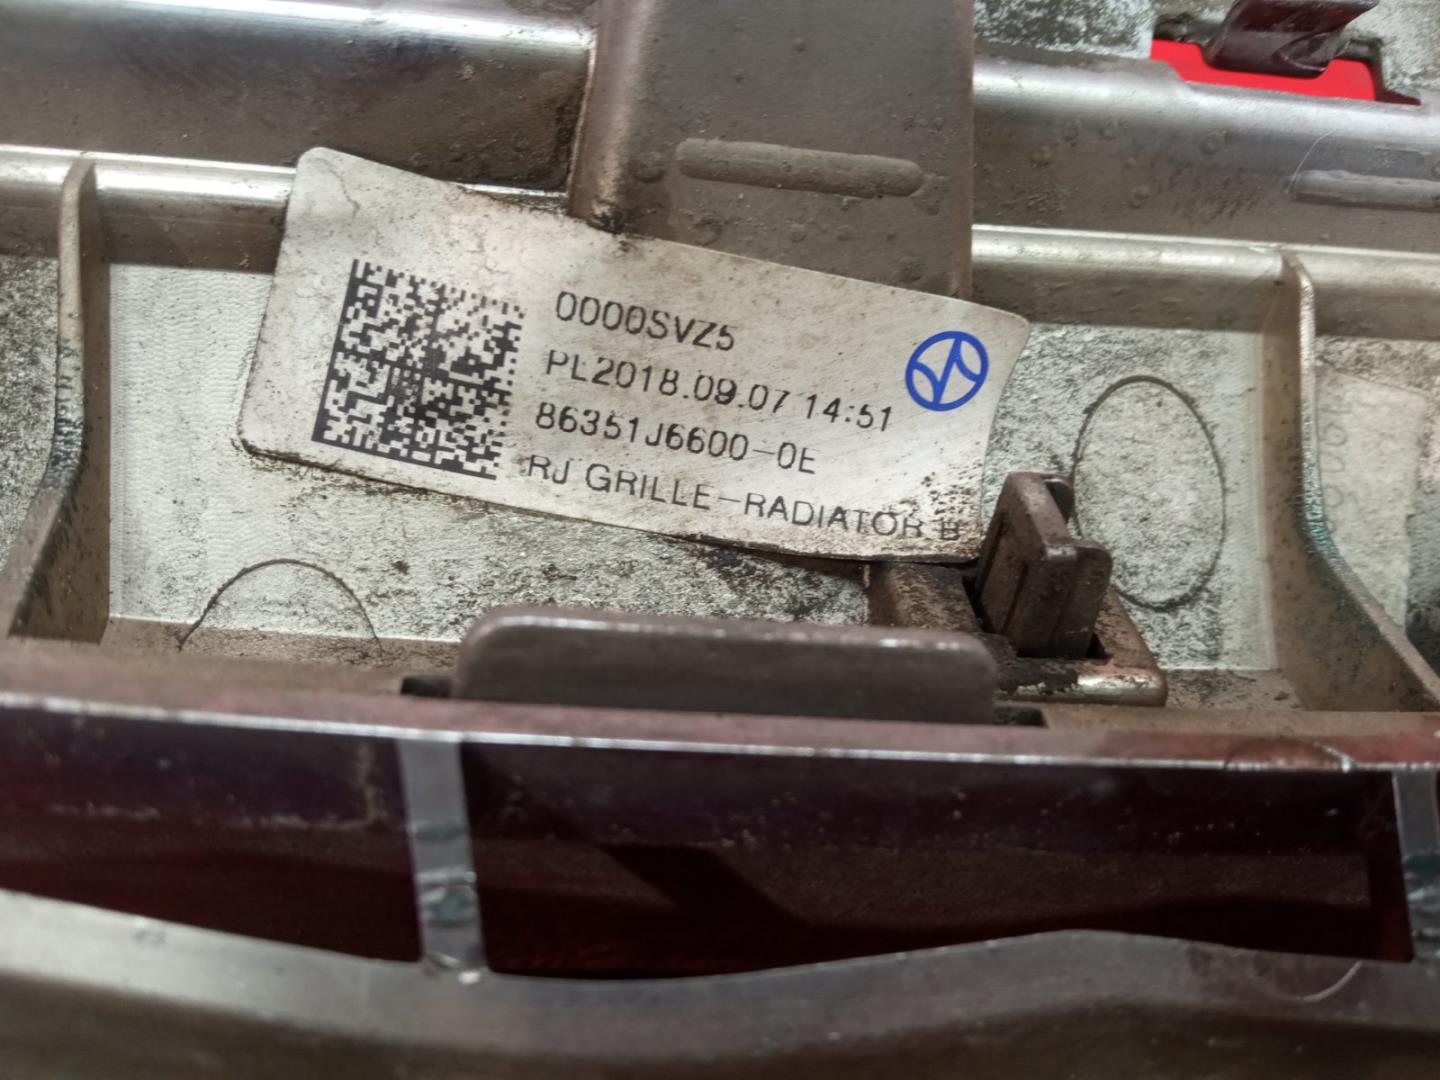 0000SVZ5
PL2018.09.07 14:51
86351J6600-0E
RJ GRILLE-RADIATOR B